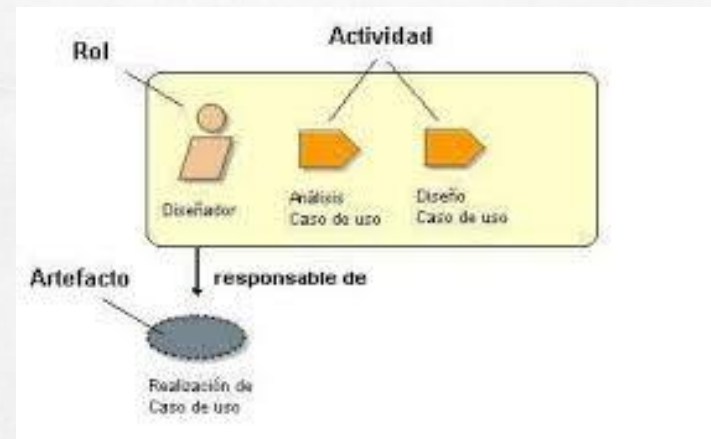 Rol
Actividad
Diseñador
Análisis
Caso de uso
Diseño
Caso de uso
Artefacto
responsable de
Realización de
Caso de uso